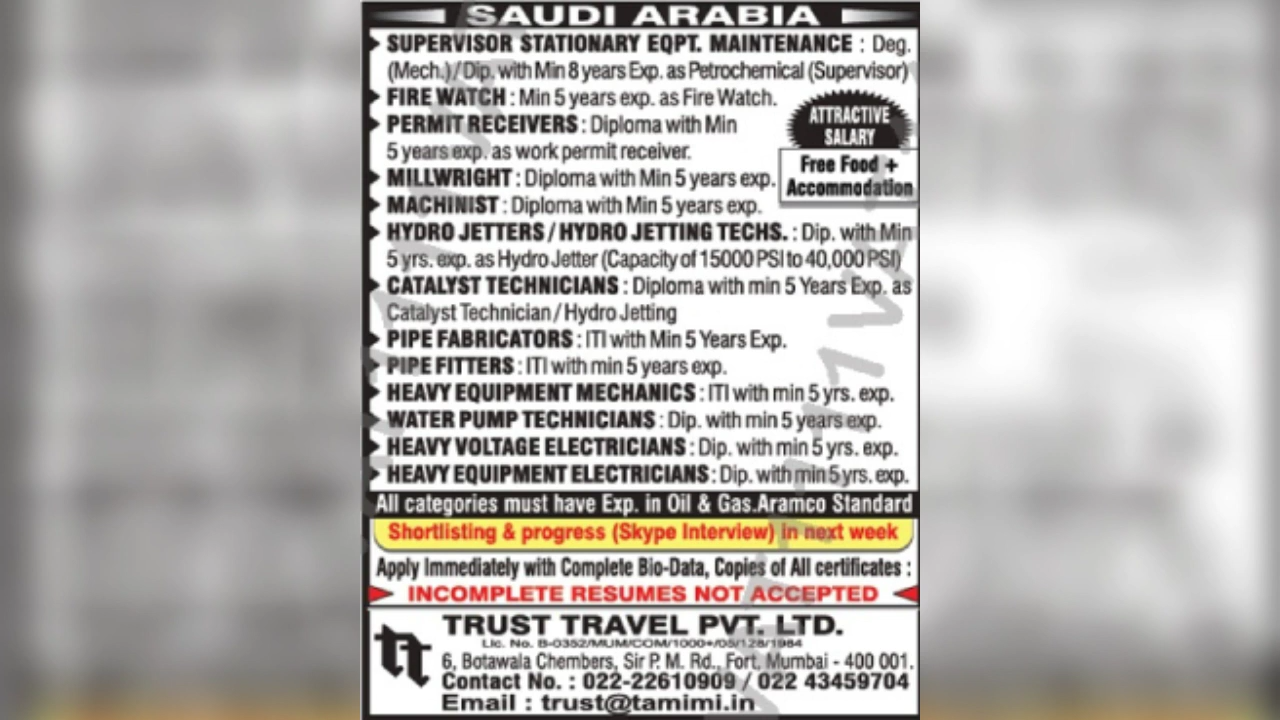 SAUDI ARABIA
SUPERVISOR STATIONARY EQPT. MAINTENANCE : Deg.
(Mech.) / Dip. with Min 8 years Exp. as Petrochemical (Supervisor)
FIRE WATCH : Min 5 years exp. as Fire Watch.
PERMIT RECEIVERS : Diploma with Min
5 years exp. as work permit receiver.
ATTRACTIVE
SALARY
Free Food +
Accommodation
MILLWRIGHT : Diploma with Min 5 years exp.
MACHINIST : Diploma with Min 5 years exp.
HYDRO JETTERS / HYDRO JETTING TECHS. : Dip. with Min
5 yrs. exp. as Hydro Jetter (Capacity of 15000 PSI to 40,000 PSI)
CATALYST TECHNICIANS : Diploma with min 5 Years Exp. as
Catalyst Technician / Hydro Jetting
PIPE FABRICATORS : ITI with Min 5 Years Exp.
PIPE FITTERS : ITI with min 5 years exp.
HEAVY EQUIPMENT MECHANICS : ITI with min 5 yrs. exp.
WATER PUMP TECHNICIANS : Dip. with min 5 years exp.
HEAVY VOLTAGE ELECTRICIANS : Dip. with min 5 yrs. exp.
HEAVY EQUIPMENT ELECTRICIANS : Dip. with min 5 yrs. exp.
All categories must have Exp. in Oil & Gas.Aramco Standard
Shortlisting & progress (Skype Interview) in next week
Apply Immediately with Complete Bio-Data, Copies of All certificates :
INCOMPLETE RESUMES NOT ACCEPTED
TRUST TRAVEL PVT. LTD.
Lic. No. B-0352/MUM/COM/1000+/05/128/1984
6, Botawala Chembers, Sir P. M. Rd., Fort, Mumbai - 400 001.
Contact No. : 022-22610909 / 022 43459704
Email : trust@tamimi.in